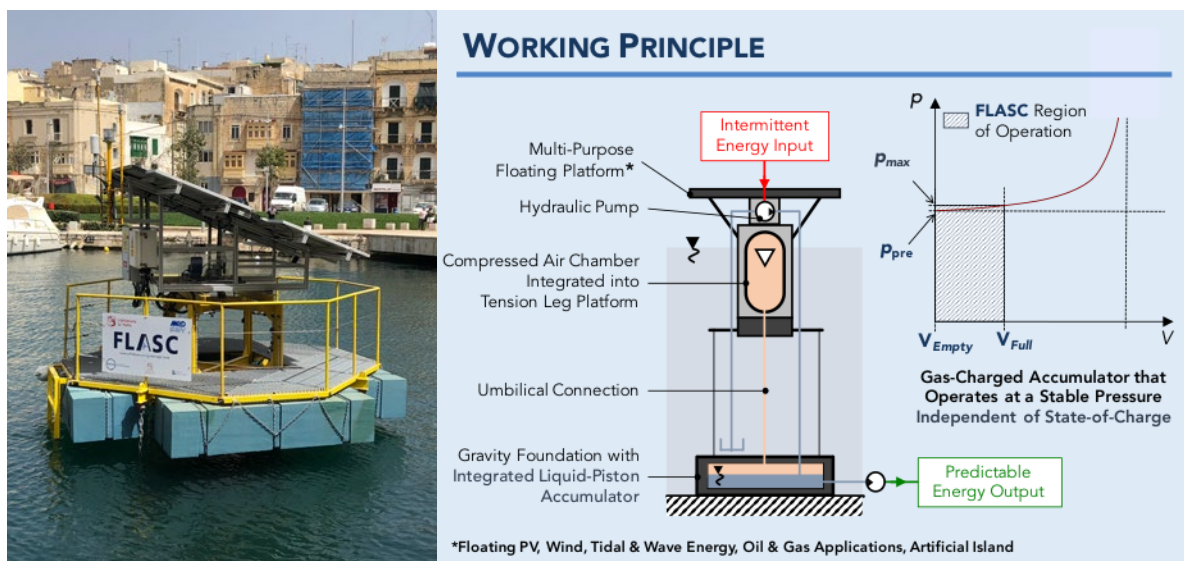 FLASC
WORKING PRINCIPLE
Intermittent
Energy Input
Multi-Purpose
Floating Platform*
Hydraulic Pump
Compressed Air Chamber
Integrated into
Tension Leg Platform
Umbilical Connection
Gravity Foundation with
Integrated Liquid-Piston
Accumulator
p
FLASC Region
of Operation
pmax
ppre
VEmpty
VFull
V
Gas-Charged Accumulator that
Operates at a Stable Pressure
Independent of State-of-Charge
Predictable
Energy Output
*Floating PV, Wind, Tidal & Wave Energy, Oil & Gas Applications, Artificial Island